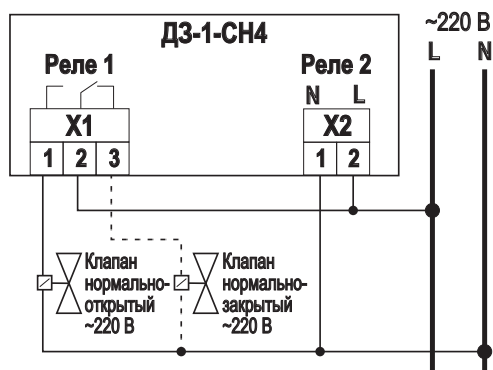 ДЗ-1-СН4
~220 В
L
N
Реле 1
Реле 2
N
L
X1
X2
1
2
3
1
2
Клапан
нормально-
открытый
~220 В
Клапан
нормально-
закрытый
~220 В